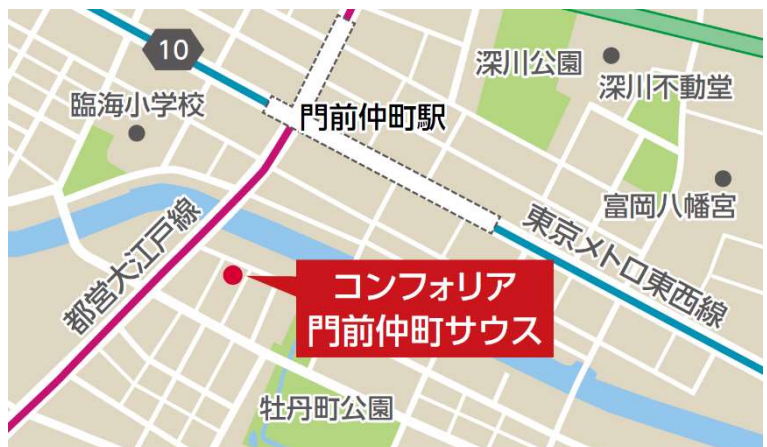 10
臨海小学校
門前仲町駅
深川公園
深川不動堂
富岡八幡宮
東京メトロ東西線
都営大江戸線
コンフォリア
門前仲町サウス
牡丹町公園